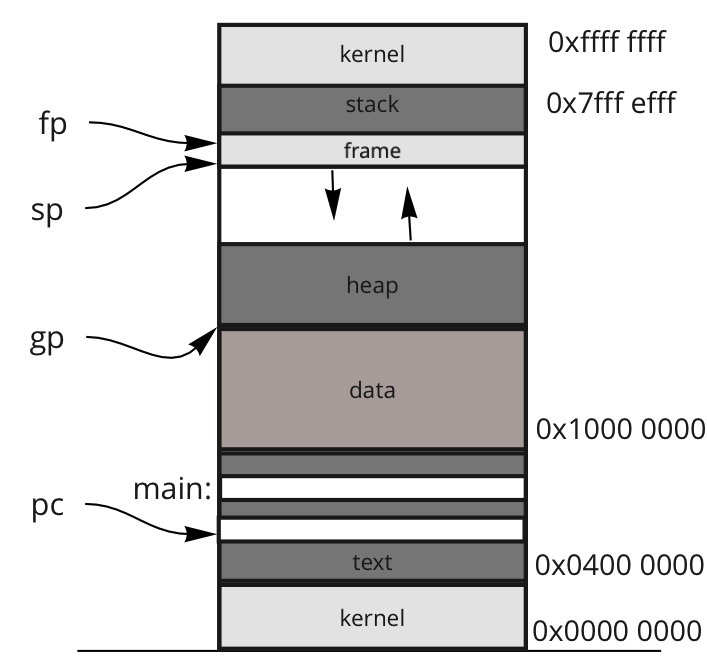 kernel
0xffff ffff
stack
0x7fff efff
fp
frame
sp
heap
gp
data
0x1000 0000
main:
pc
text
0x0400 0000
kernel
0x0000 0000